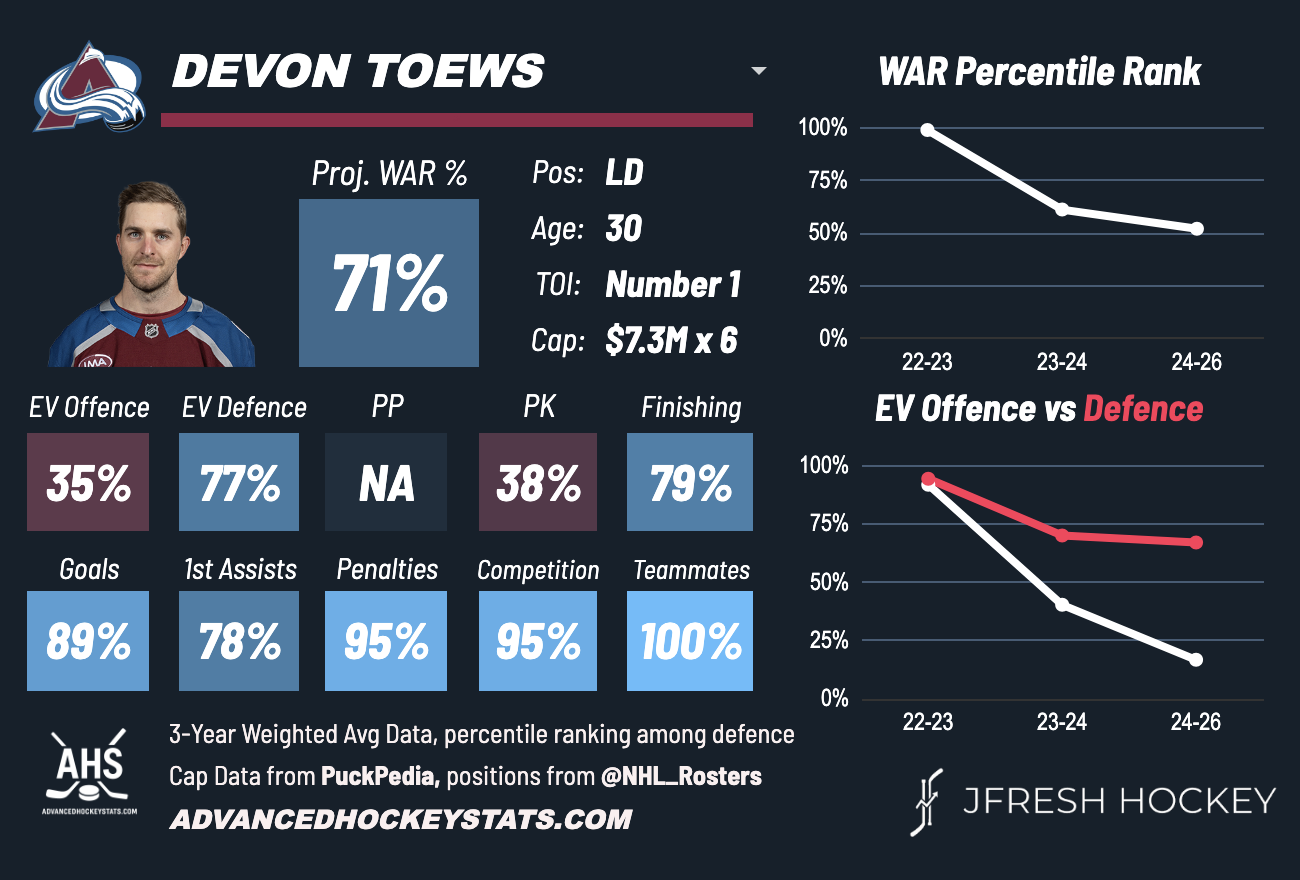 DEVON TOEWS
Proj. WAR %
71%
Pos: LD
Age: 30
TOI: Number 1
Cap: $7.3M x 6
EV Offence EV Defence PP PK Finishing
35% 77% NA 38% 79%
Goals 1st Assists Penalties Competition Teammates
89% 78% 95% 95% 100%
WAR Percentile Rank
100%
75%
50%
25%
0%
22-23 23-24 24-26
EV Offence vs Defence
100%
75%
50%
25%
0%
22-23 23-24 24-26
AHS
ADVANCEDHOCKEYSTATS.COM
3-Year Weighted Avg Data, percentile ranking among defence
Cap Data from PuckPedia, positions from @NHL_Rosters
ADVANCEDHOCKEYSTATS.COM
JFRESH HOCKEY